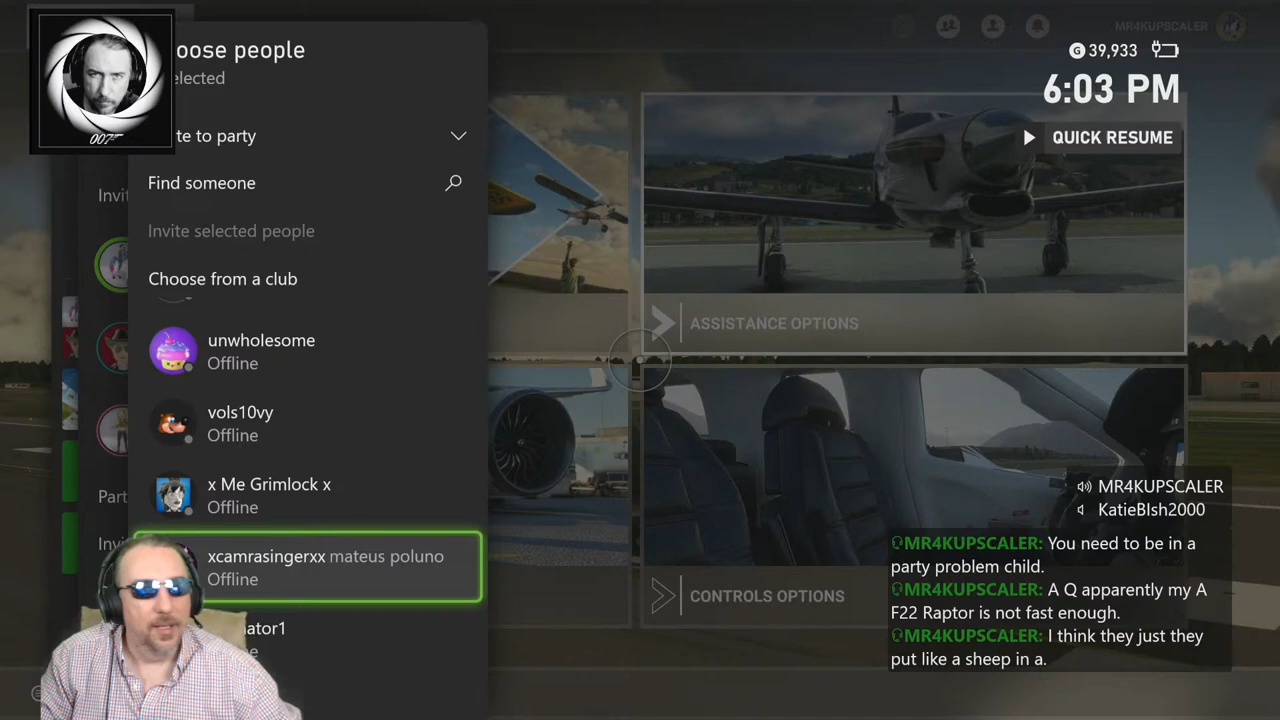 MR4KUPSCALER
G 39,933
6:03 PM
QUICK RESUME
oose people
elected
te to party
Find someone
Invite selected people
Choose from a club
Invi
unwholesome
Offline
vols10vy
Offline
x Me Grimlock x
Offline
Part
Invi
xcamrasingerxx mateus poluno
Offline
ator1
007
ASSISTANCE OPTIONS
CONTROLS OPTIONS
MR4KUPSCALER
KatieBlsh2000
MR4KUPSCALER: You need to be in a
party problem child.
MR4KUPSCALER: A Q apparently my A
F22 Raptor is not fast enough.
MR4KUPSCALER: I think they just they
put like a sheep in a.